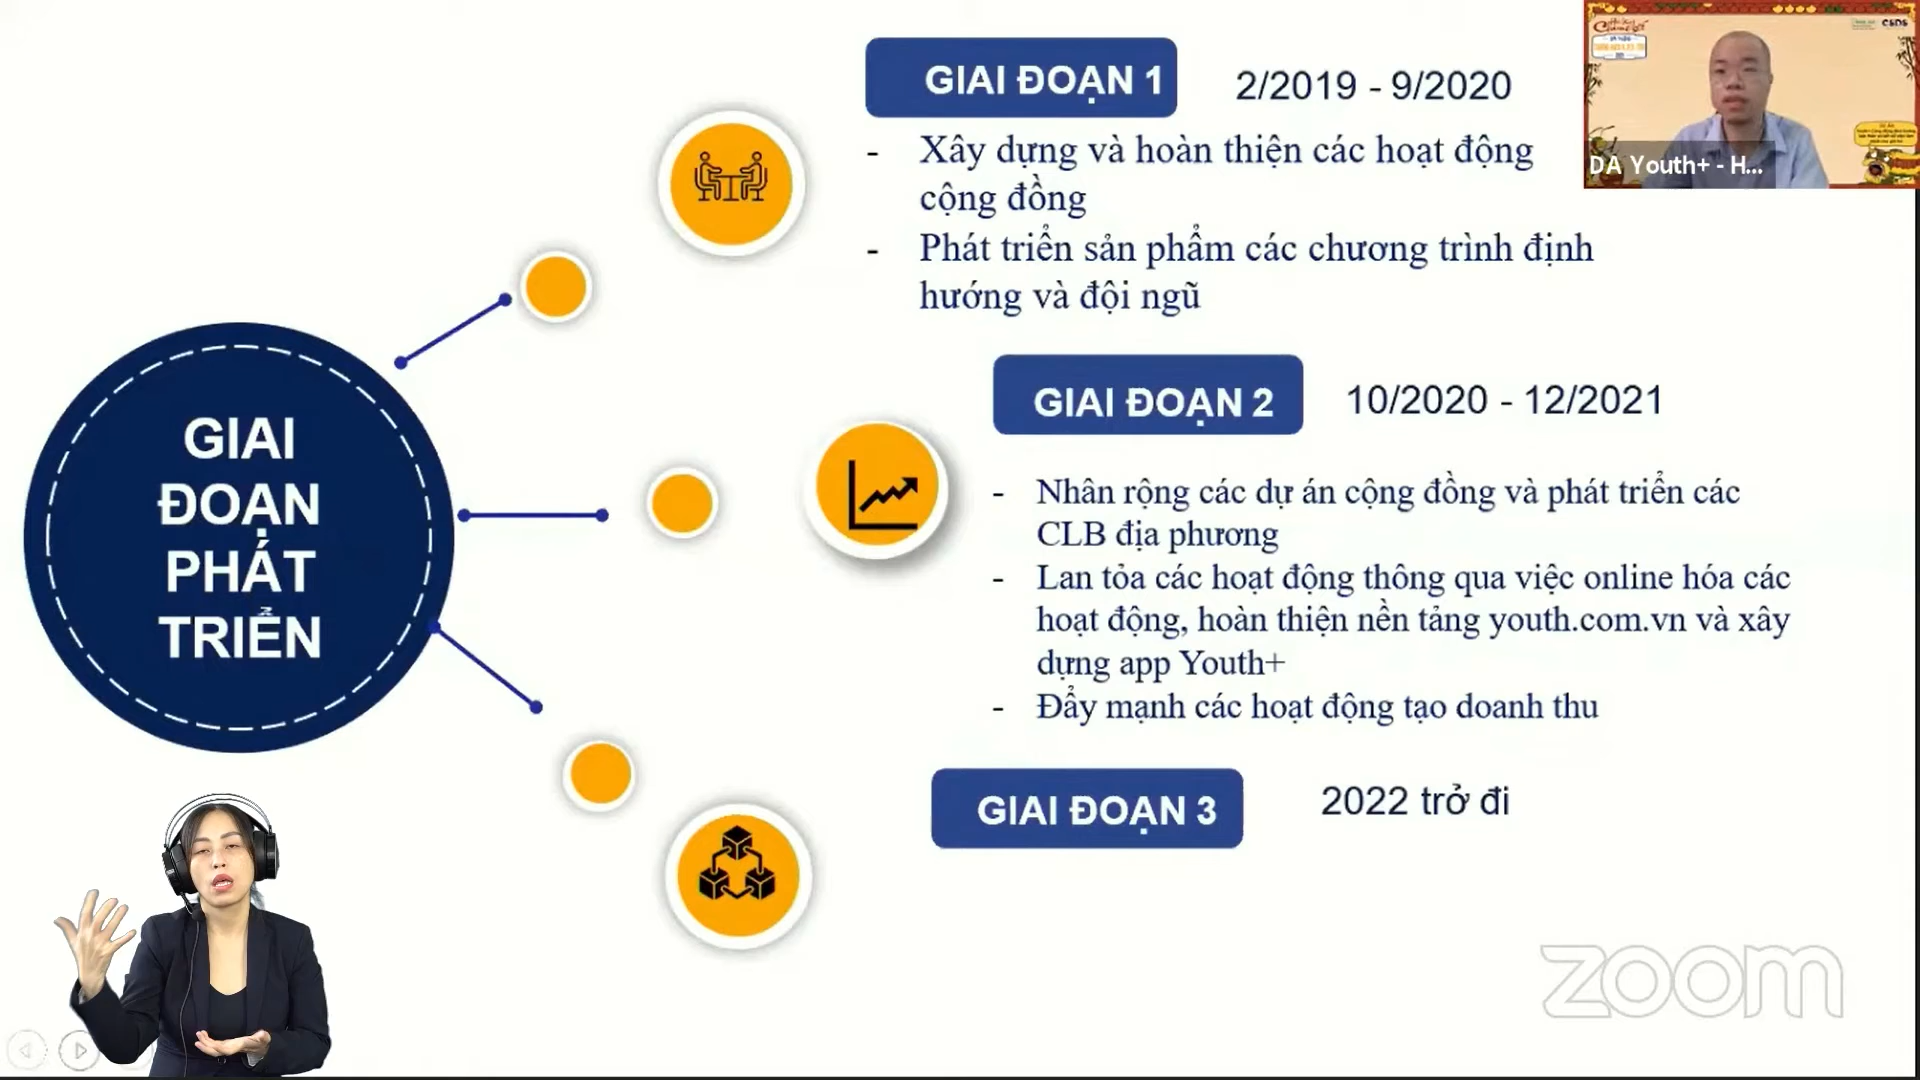 GIAI
ĐOẠN
PHÁT
TRIỂN
GIAI ĐOẠN 1
2/2019 - 9/2020
- Xây dựng và hoàn thiện các hoạt động
cộng đồng
- Phát triển sản phẩm các chương trình định
hướng và đội ngũ
GIAI ĐOẠN 2
10/2020 - 12/2021
- Nhân rộng các dự án cộng đồng và phát triển các
CLB địa phương
- Lan tỏa các hoạt động thông qua việc online hóa các
hoạt động, hoàn thiện nền tảng youth.com.vn và xây
dựng app Youth+
- Đẩy mạnh các hoạt động tạo doanh thu
GIAI ĐOẠN 3
2022 trở đi
CSDS
DA Youth+ - H...
zoom